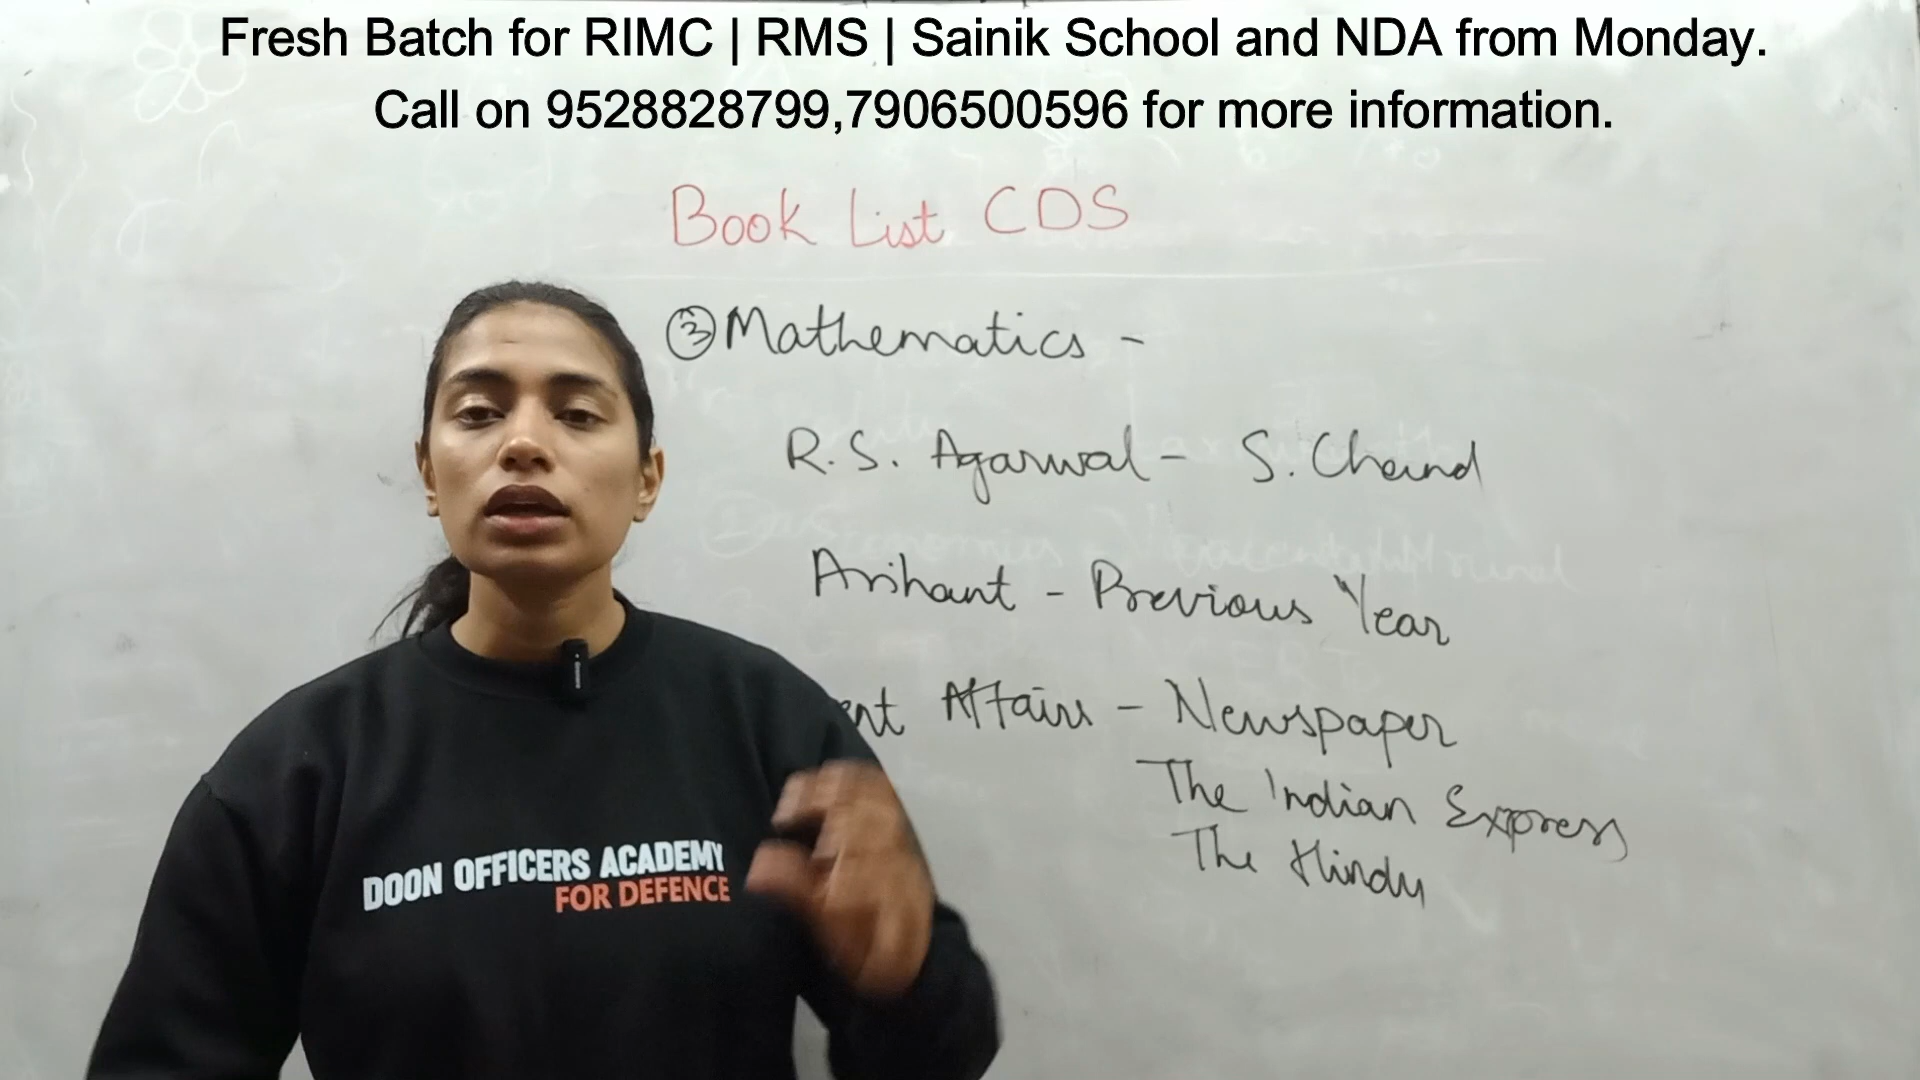 Fresh Batch for RIMC | RMS | Sainik School and NDA from Monday.
Call on 9528828799,7906500596 for more information.
Book List CDS
③ Mathematics -
R.S. Agarwal - S. Chand
Arihant - Previous Year
Affairs - Newspaper
The Indian Express
The Hindu
DOON OFFICERS ACADEMY
FOR DEFENCE